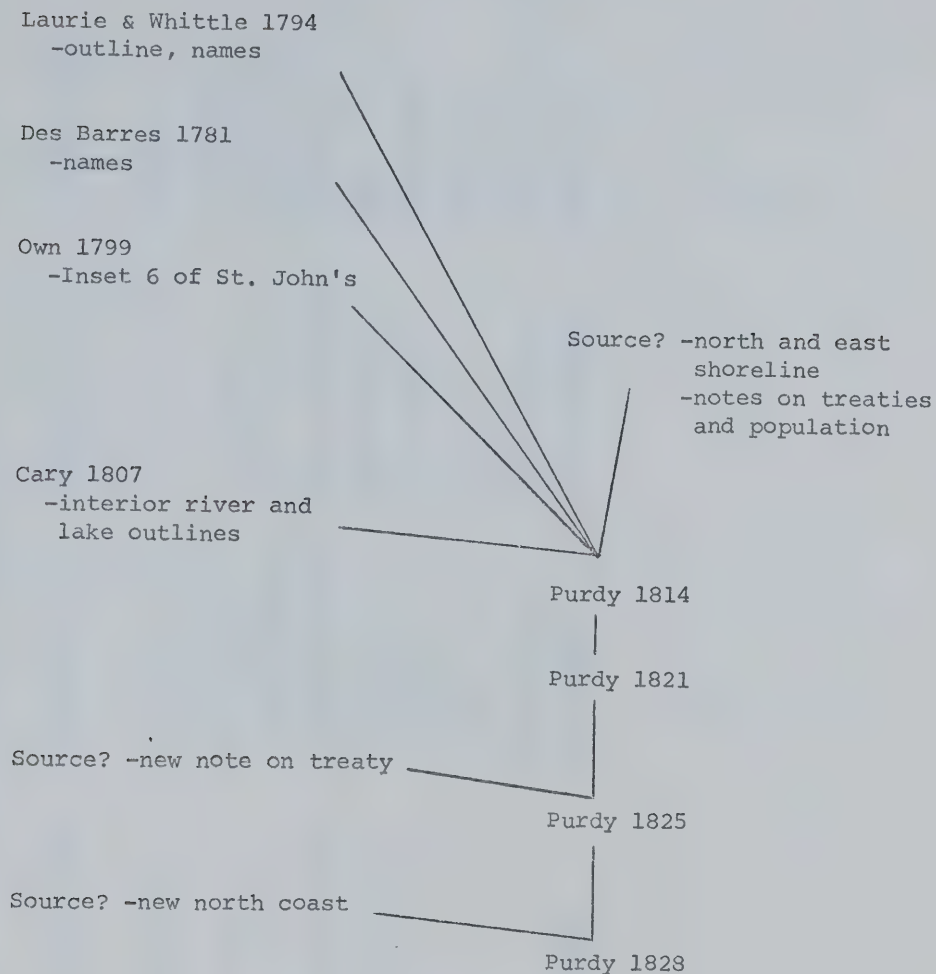 Laurie & Whittle 1794
-outline, names
Des Barres 1781
-names
Own 1799
-Inset 6 of St. John's
Source? -north and east
shoreline
-notes on treaties
and population
Cary 1807
-interior river and
lake outlines
Purdy 1814
Purdy 1821
Source? -new note on treaty
Purdy 1825
Source? -new north coast
Purdy 1828